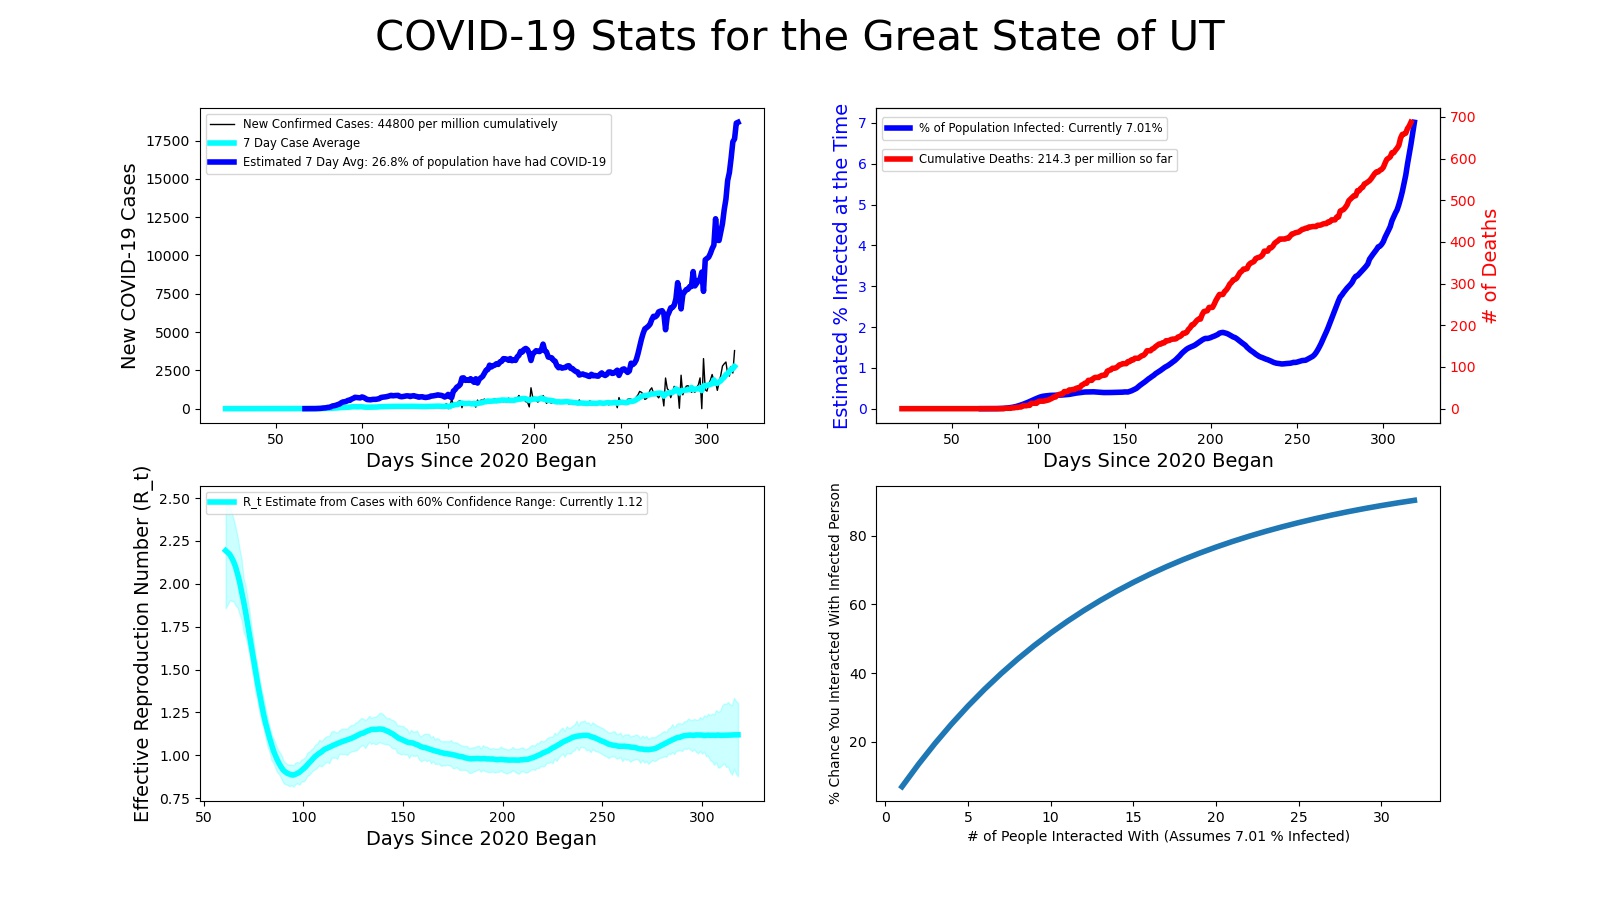 COVID-19 Stats for the Great State of UT
New COVID-19 Cases
17500
15000
12500
10000
7500
5000
2500
0
New Confirmed Cases: 44800 per million cumulatively
7 Day Case Average
Estimated 7 Day Avg: 26.8% of population have had COVID-19
50 100 150 200 250 300
Days Since 2020 Began
Estimated % Infected at the Time
7
6
5
4
3
2
1
0
% of Population Infected: Currently 7.01%
Cumulative Deaths: 214.3 per million so far
700
600
500
400
300
200
100
0
# of Deaths
50 100 150 200 250 300
Days Since 2020 Began
Effective Reproduction Number (R_t)
2.50
2.25
2.00
1.75
1.50
1.25
1.00
0.75
R_t Estimate from Cases with 60% Confidence Range: Currently 1.12
50 100 150 200 250 300
Days Since 2020 Began
% Chance You Interacted With Infected Person
80
60
40
20
0 5 10 15 20 25 30
# of People Interacted With (Assumes 7.01 % Infected)